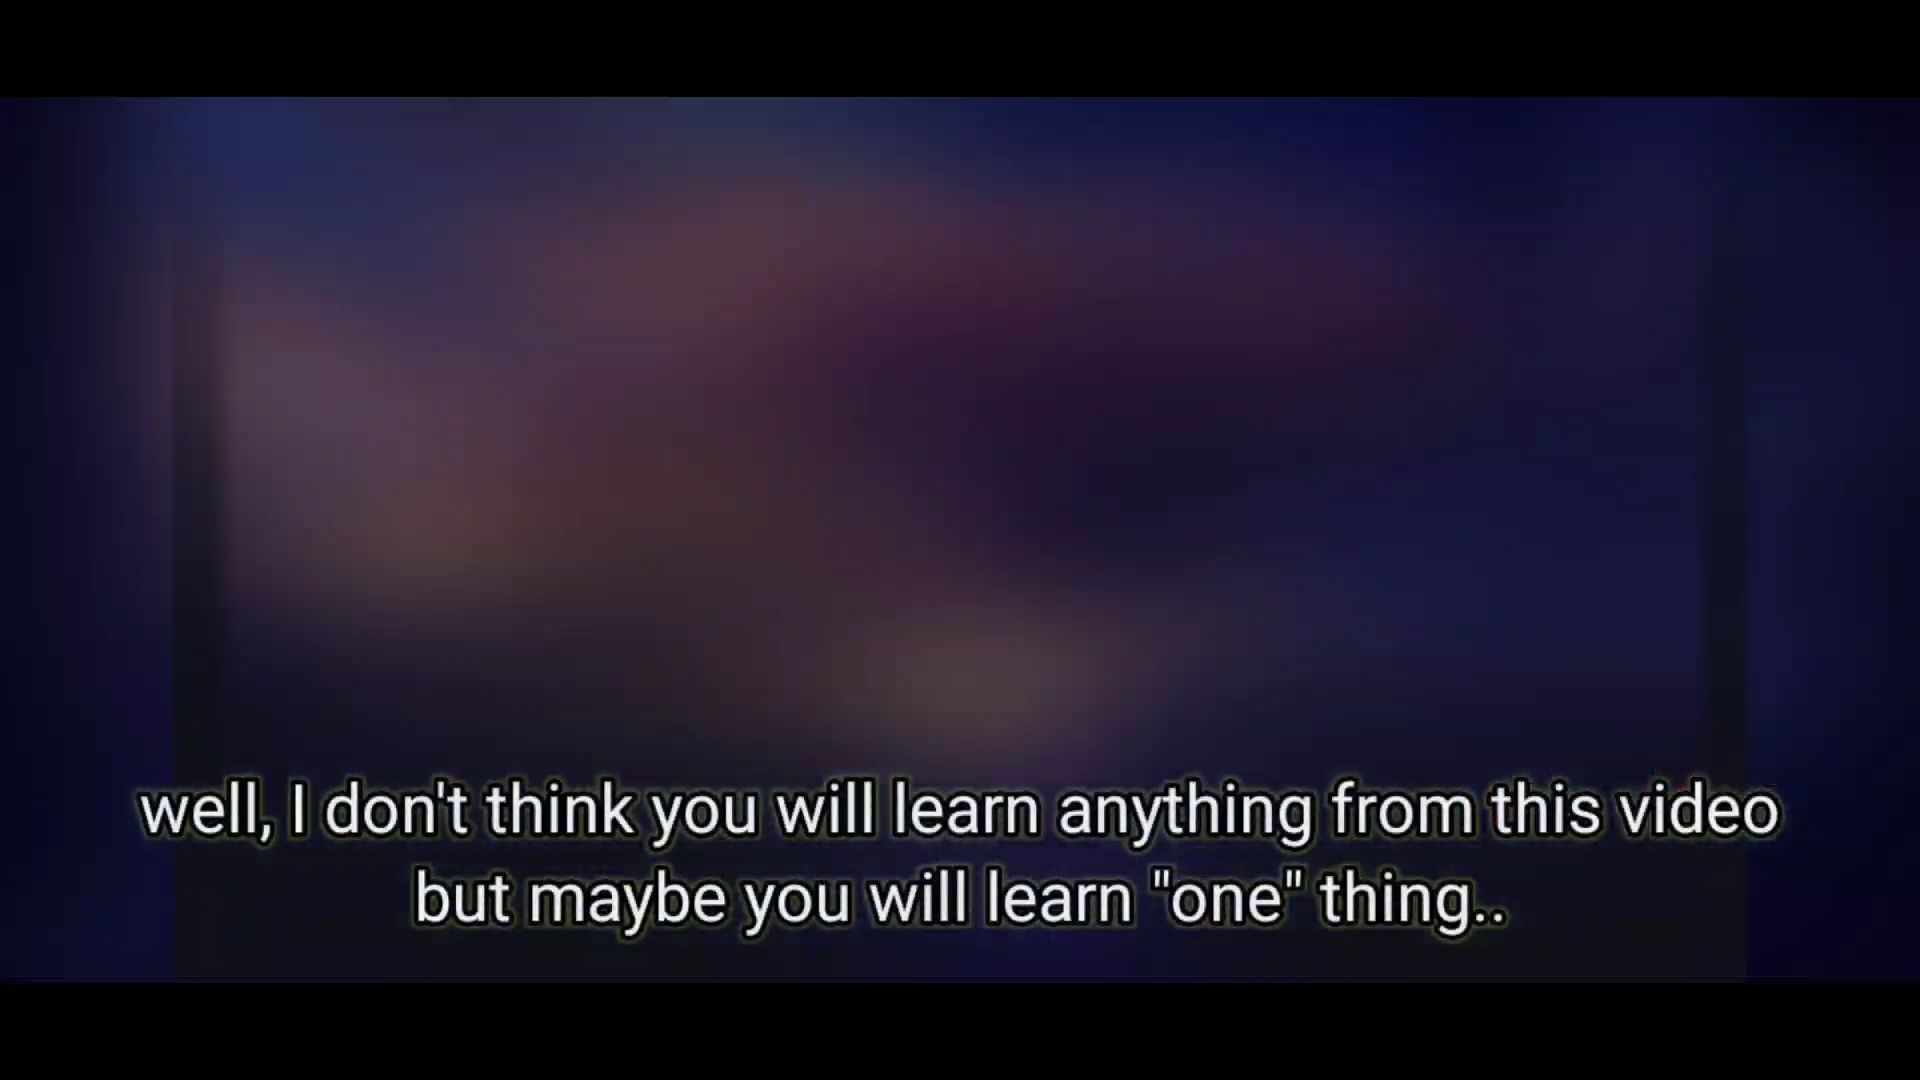 well, I don't think you will learn anything from this video
but maybe you will learn "one" thing..